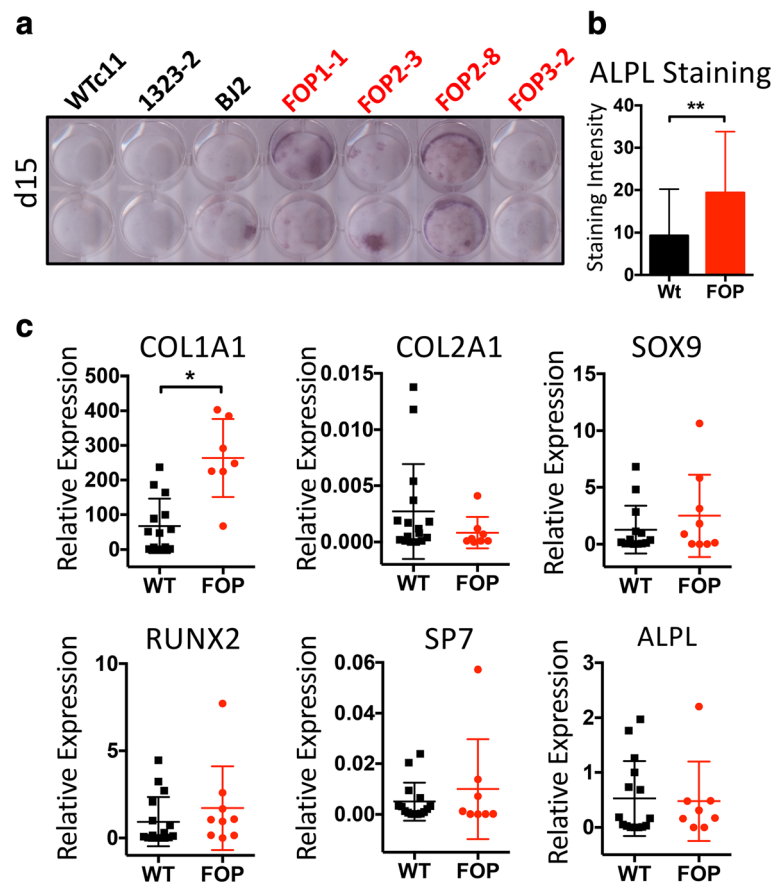 a
WTc11 1323-2 BJ2 FOP1-1 FOP2-3 FOP2-8 FOP3-2
d15
b
ALPL Staining
Staining Intensity
40
30
20
10
0
**
Wt FOP
c
COL1A1
Relative Expression
500
400
300
200
100
0
*
WT FOP
COL2A1
Relative Expression
0.015
0.010
0.005
0.000
WT FOP
SOX9
Relative Expression
15
10
5
0
WT FOP
RUNX2
Relative Expression
10
5
0
WT FOP
SP7
Relative Expression
0.06
0.04
0.02
0.00
WT FOP
ALPL
Relative Expression
3
2
1
0
WT FOP